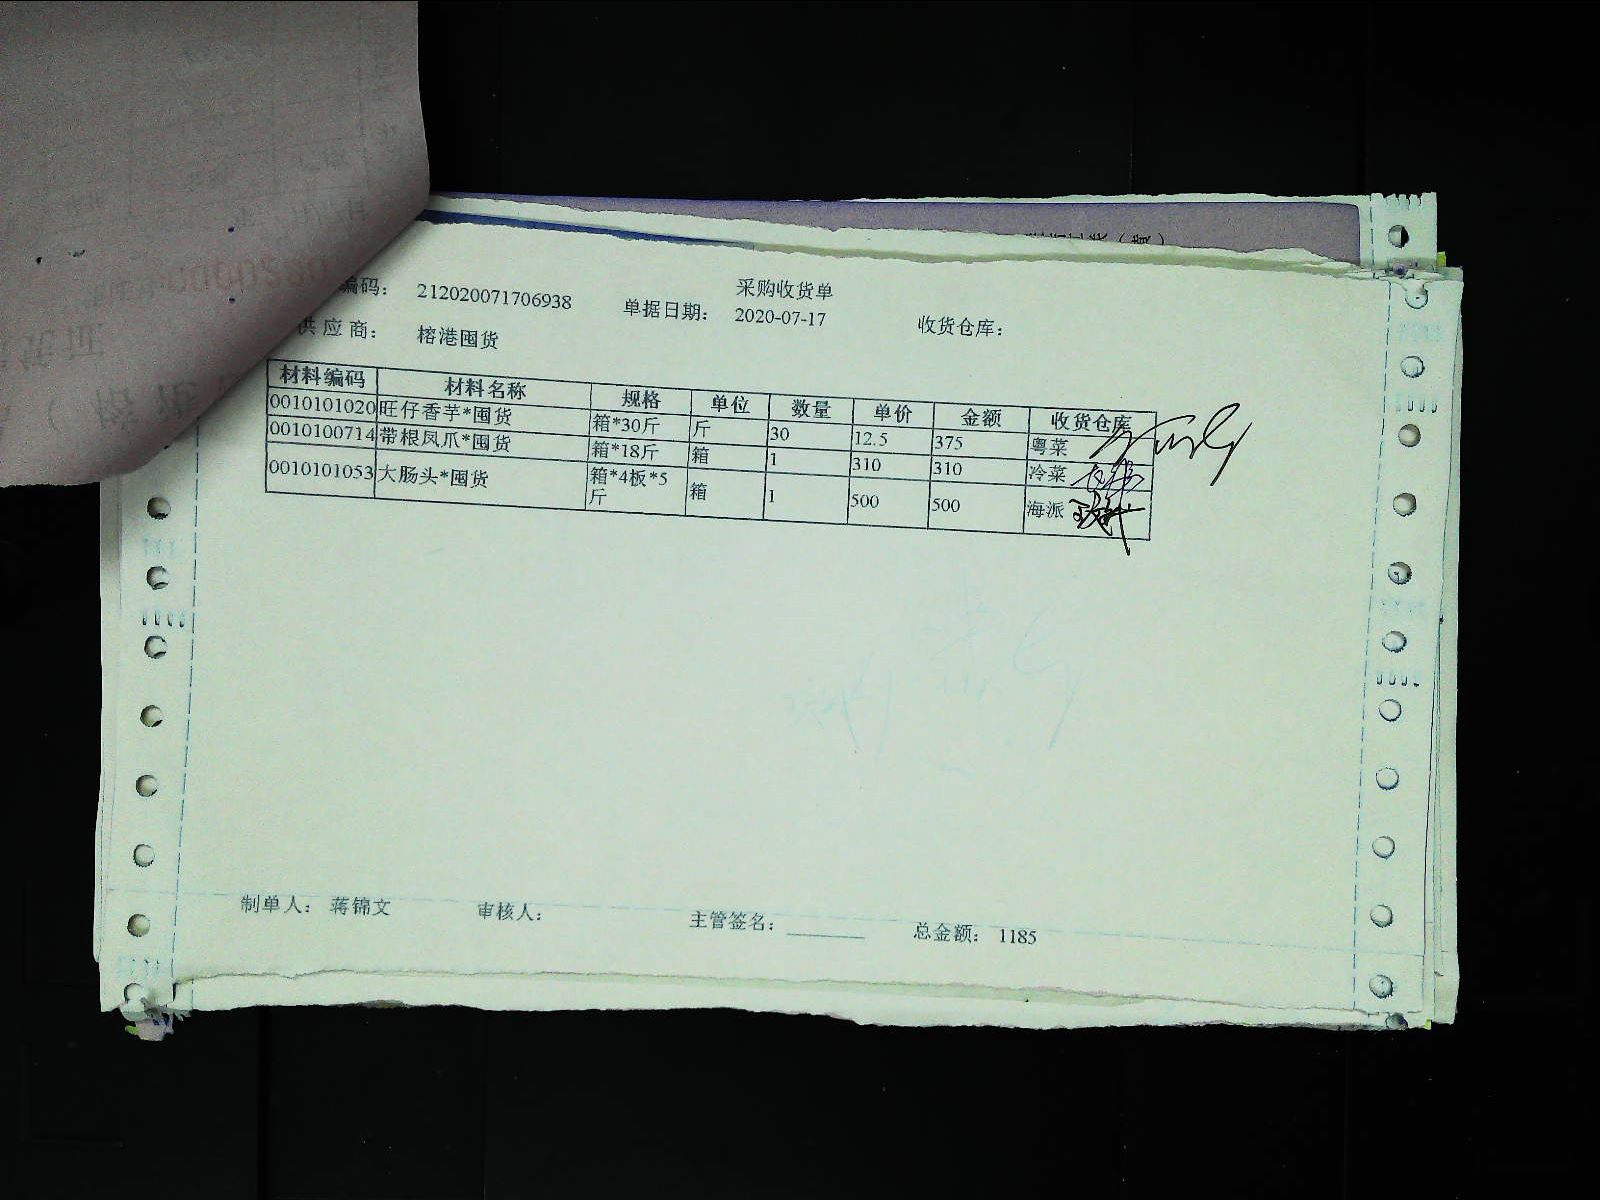 采购收货单
编码： 212020071706938 单据日期： 2020-07-17 收货仓库：
供应商： 榕港囤货
材料编码 材料名称 规格 单位 数量 单价 金额 收货仓库
0010101020 旺仔香芋*囤货 箱*30斤 斤 30 12.5 375 粤菜
0010100714 带根凤爪*囤货 箱*18斤 箱 1 310 310 冷菜
0010101053 大肠头*囤货 箱*4板*5斤 箱 1 500 500 海派
制单人： 蒋锦文 审核人： 主管签名： 总金额： 1185